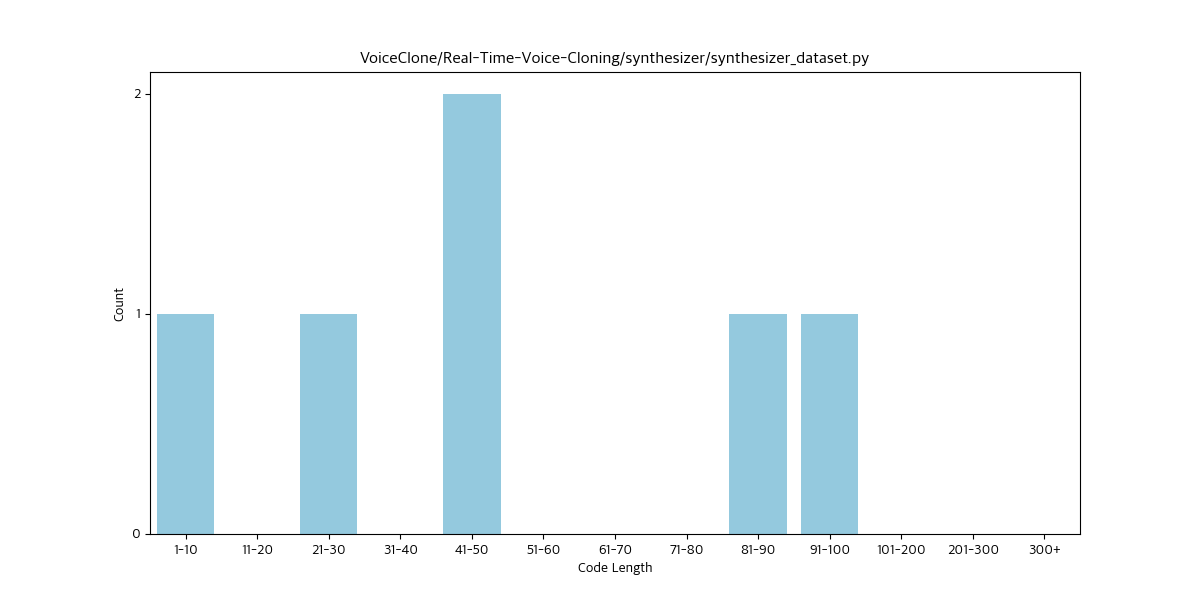 VoiceClone/Real-Time-Voice-Cloning/synthesizer/synthesizer_dataset.py
2
1
0
Count
1-10 11-20 21-30 31-40 41-50 51-60 61-70 71-80 81-90 91-100 101-200 201-300 300+
Code Length